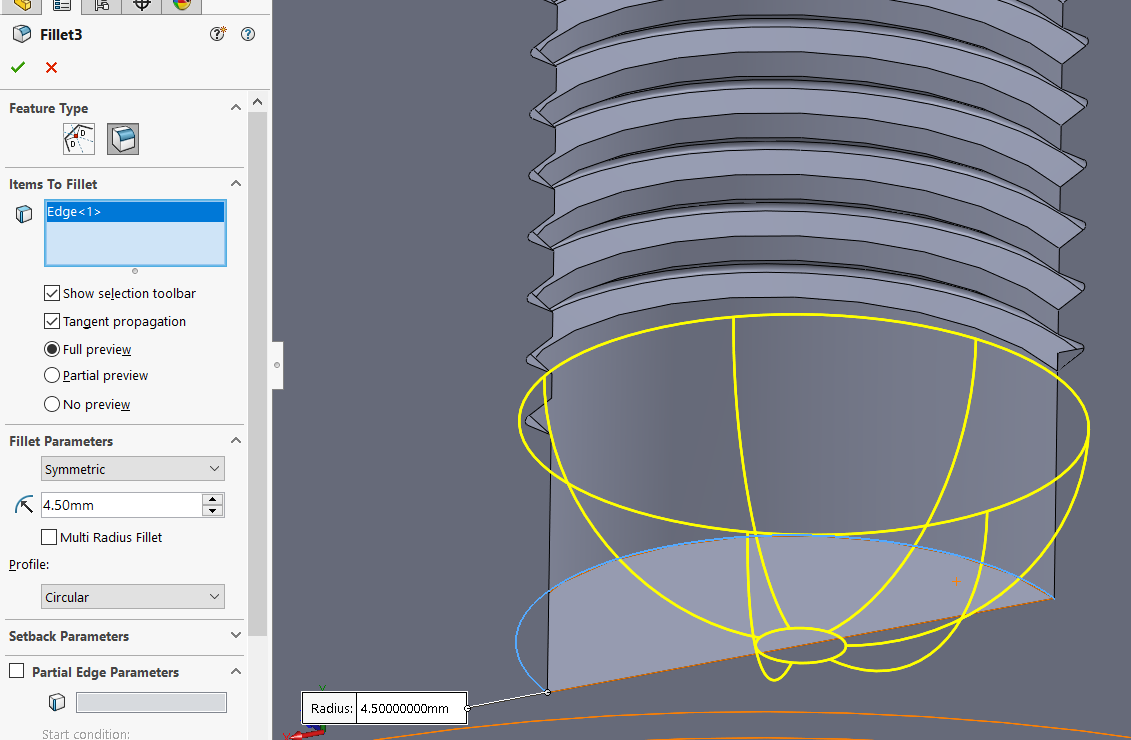 Fillet3
Feature Type
Items To Fillet
Edge<1>
Show selection toolbar
Tangent propagation
Full preview
Partial preview
No preview
Fillet Parameters
Symmetric
4.50mm
Multi Radius Fillet
Profile:
Circular
Setback Parameters
Partial Edge Parameters
Start condition:
Radius: 4.50000000mm